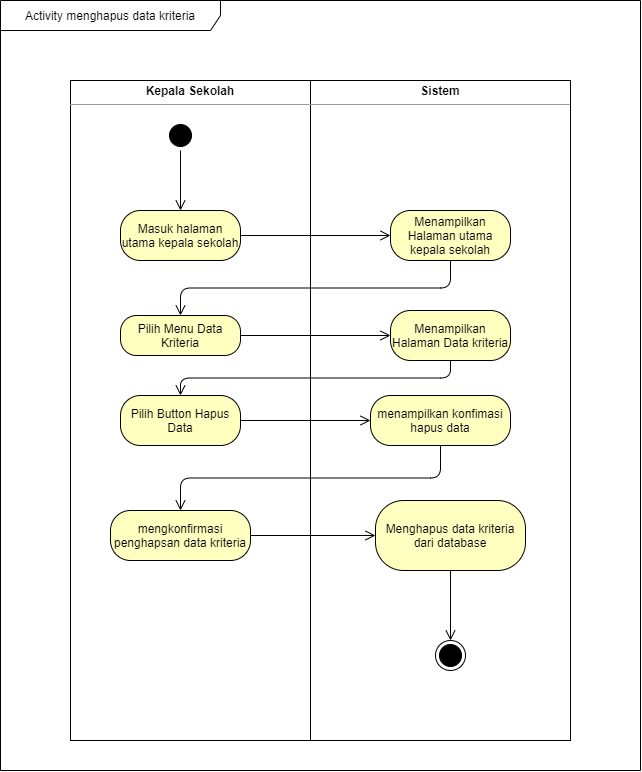 Activity menghapus data kriteria
Kepala Sekolah
Sistem
Masuk halaman
utama kepala sekolah
Menampilkan
Halaman utama
kepala sekolah
Pilih Menu Data
Kriteria
Menampilkan
Halaman Data kriteria
Pilih Button Hapus
Data
menampilkan konfimasi
hapus data
mengkonfirmasi
penghapsan data kriteria
Menghapus data kriteria
dari database